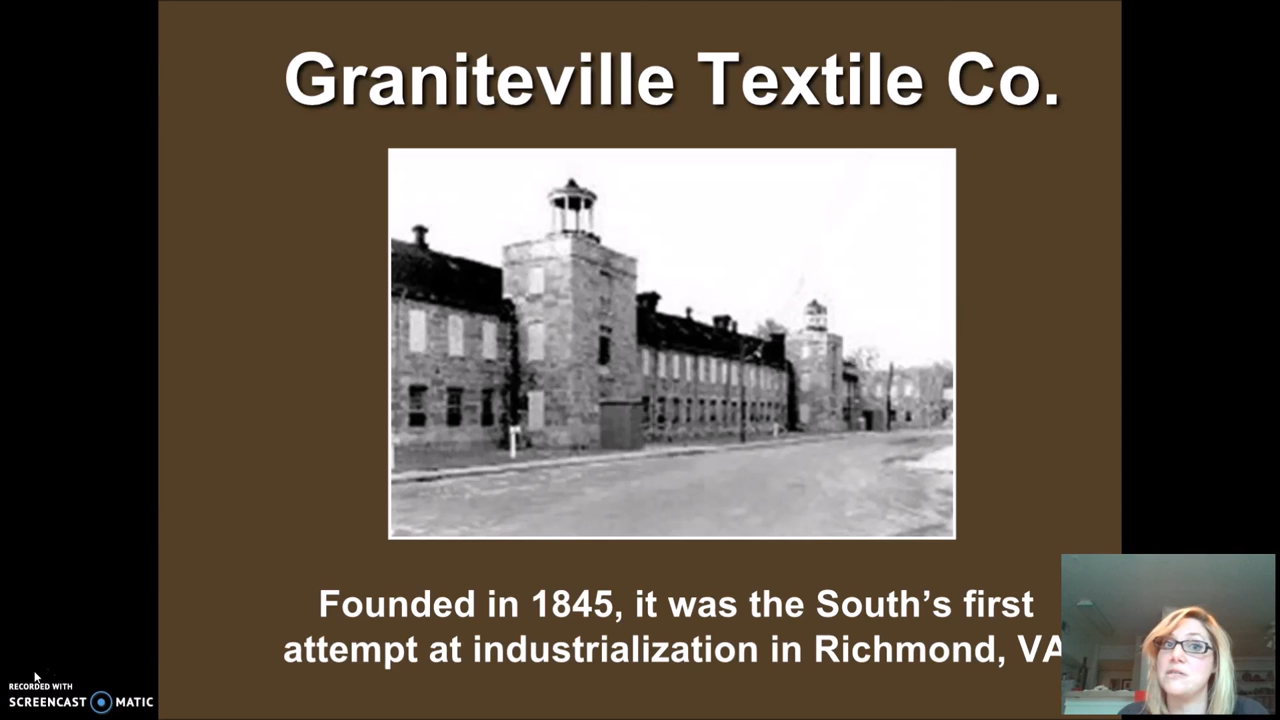 Graniteville Textile Co.
Founded in 1845, it was the South’s first
attempt at industrialization in Richmond, VA
RECORDED WITH
SCREENCAST MATIC